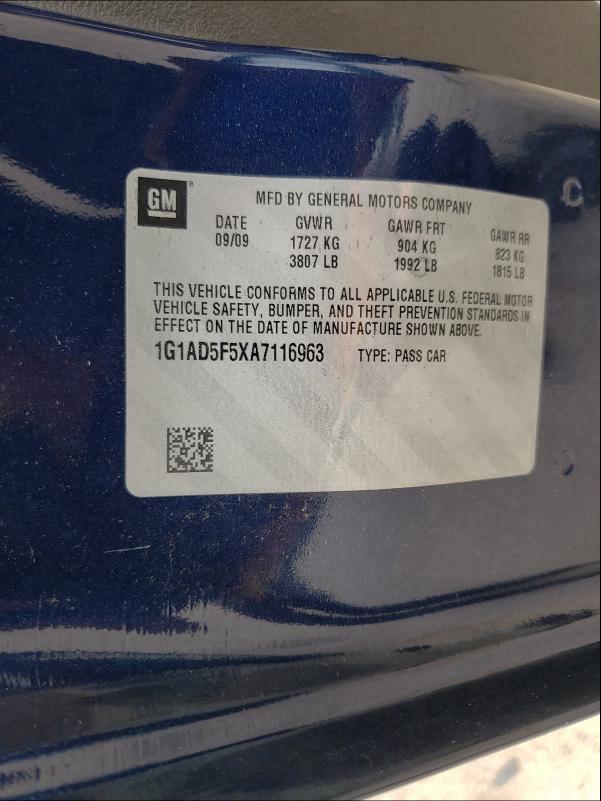 GM ®
MFD BY GENERAL MOTORS COMPANY
DATE GVWR GAWR FRT GAWR RR
09/09 1727 KG 904 KG 823 KG
3807 LB 1992 LB 1815 LB
THIS VEHICLE CONFORMS TO ALL APPLICABLE U.S. FEDERAL MOTOR
VEHICLE SAFETY, BUMPER, AND THEFT PREVENTION STANDARDS IN
EFFECT ON THE DATE OF MANUFACTURE SHOWN ABOVE.
1G1AD5F5XA7116963 TYPE: PASS CAR